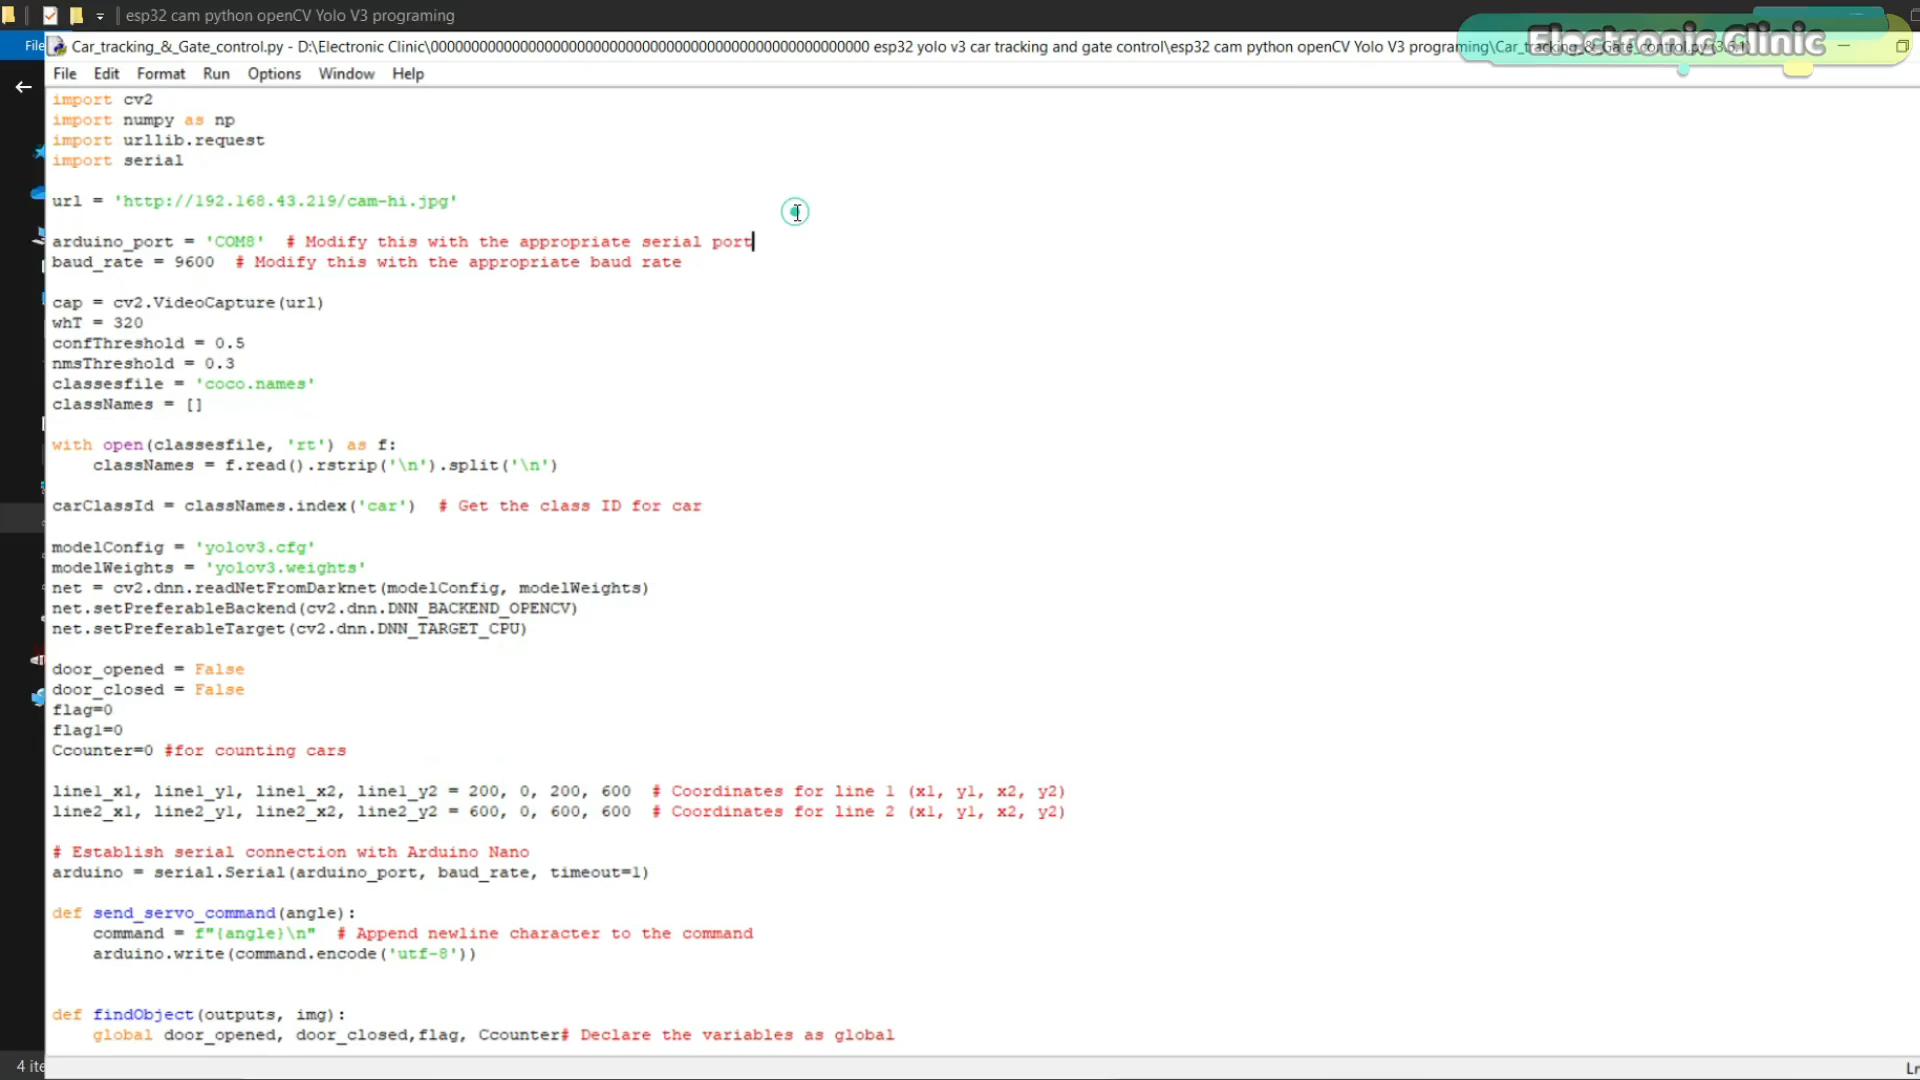 esp32 cam python openCV Yolo V3 programing
File
Car_tracking_&_Gate_control.py - D:\Electronic Clinic\000000000000000000000000000000000000000000000000000000 esp32 yolo v3 car tracking and gate control\esp32 cam python openCV Yolo V3 programing\Car_tracking_&_Gate_control.py (3.6.1)
Electronic Clinic
File Edit Format Run Options Window Help
import cv2
import numpy as np
import urllib.request
import serial
url = 'http://192.168.43.219/cam-hi.jpg'
arduino_port = 'COM8'  # Modify this with the appropriate serial port
baud_rate = 9600  # Modify this with the appropriate baud rate
cap = cv2.VideoCapture(url)
whT = 320
confThreshold = 0.5
nmsThreshold = 0.3
classesfile = 'coco.names'
classNames = []
with open(classesfile, 'rt') as f:
    classNames = f.read().rstrip('\n').split('\n')
carClassId = classNames.index('car')  # Get the class ID for car
modelConfig = 'yolov3.cfg'
modelWeights = 'yolov3.weights'
net = cv2.dnn.readNetFromDarknet(modelConfig, modelWeights)
net.setPreferableBackend(cv2.dnn.DNN_BACKEND_OPENCV)
net.setPreferableTarget(cv2.dnn.DNN_TARGET_CPU)
door_opened = False
door_closed = False
flag=0
flag1=0
Ccounter=0 #for counting cars
line1_x1, line1_y1, line1_x2, line1_y2 = 200, 0, 200, 600  # Coordinates for line 1 (x1, y1, x2, y2)
line2_x1, line2_y1, line2_x2, line2_y2 = 600, 0, 600, 600  # Coordinates for line 2 (x1, y1, x2, y2)
# Establish serial connection with Arduino Nano
arduino = serial.Serial(arduino_port, baud_rate, timeout=1)
def send_servo_command(angle):
    command = f"{angle}\n"  # Append newline character to the command
    arduino.write(command.encode('utf-8'))
def findObject(outputs, img):
    global door_opened, door_closed,flag, Ccounter# Declare the variables as global
4 ite
Ln